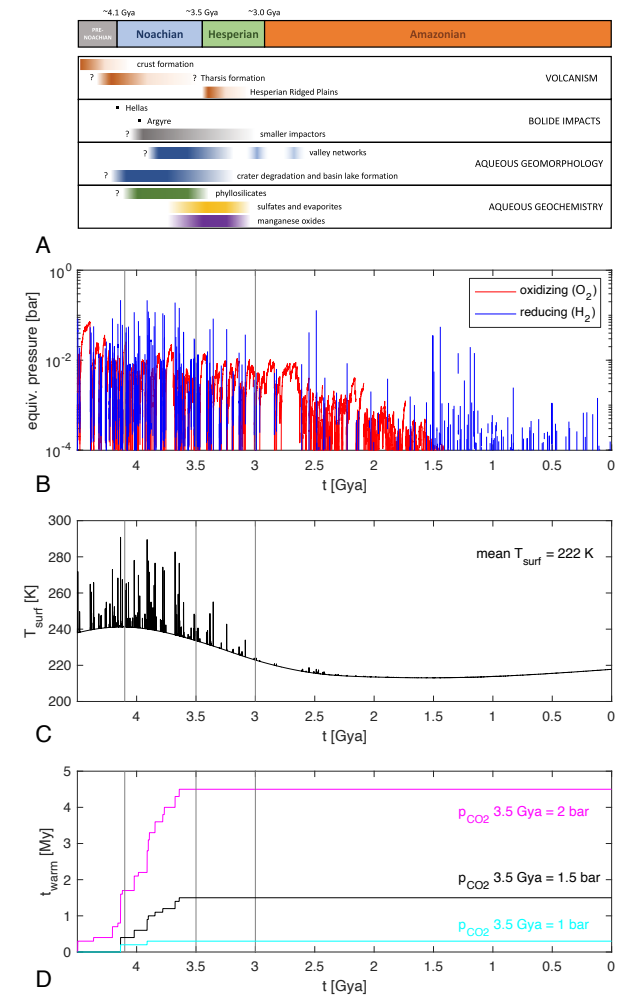 ~4.1 Gya ~3.5 Gya ~3.0 Gya
PRE-
NOACHIAN
Noachian Hesperian Amazonian
crust formation
? ? Tharsis formation VOLCANISM
Hesperian Ridged Plains
Hellas
Argyre BOLIDE IMPACTS
? smaller impactors
? valley networks
AQUEOUS GEOMORPHOLOGY
? crater degradation and basin lake formation
? phyllosilicates
sulfates and evaporites AQUEOUS GEOCHEMISTRY
manganese oxides
A
equiv. pressure [bar]
10^0
10^-2
10^-4
oxidizing (O_2)
reducing (H_2)
4 3.5 3 2.5 2 1.5 1 0.5 0
t [Gya]
B
T_surf [K]
300
280
260
240
220
200
mean T_surf = 222 K
4 3.5 3 2.5 2 1.5 1 0.5 0
t [Gya]
C
t_warm [My]
5
4
3
2
1
0
p_CO2 3.5 Gya = 2 bar
p_CO2 3.5 Gya = 1.5 bar
p_CO2 3.5 Gya = 1 bar
4 3.5 3 2.5 2 1.5 1 0.5 0
t [Gya]
D